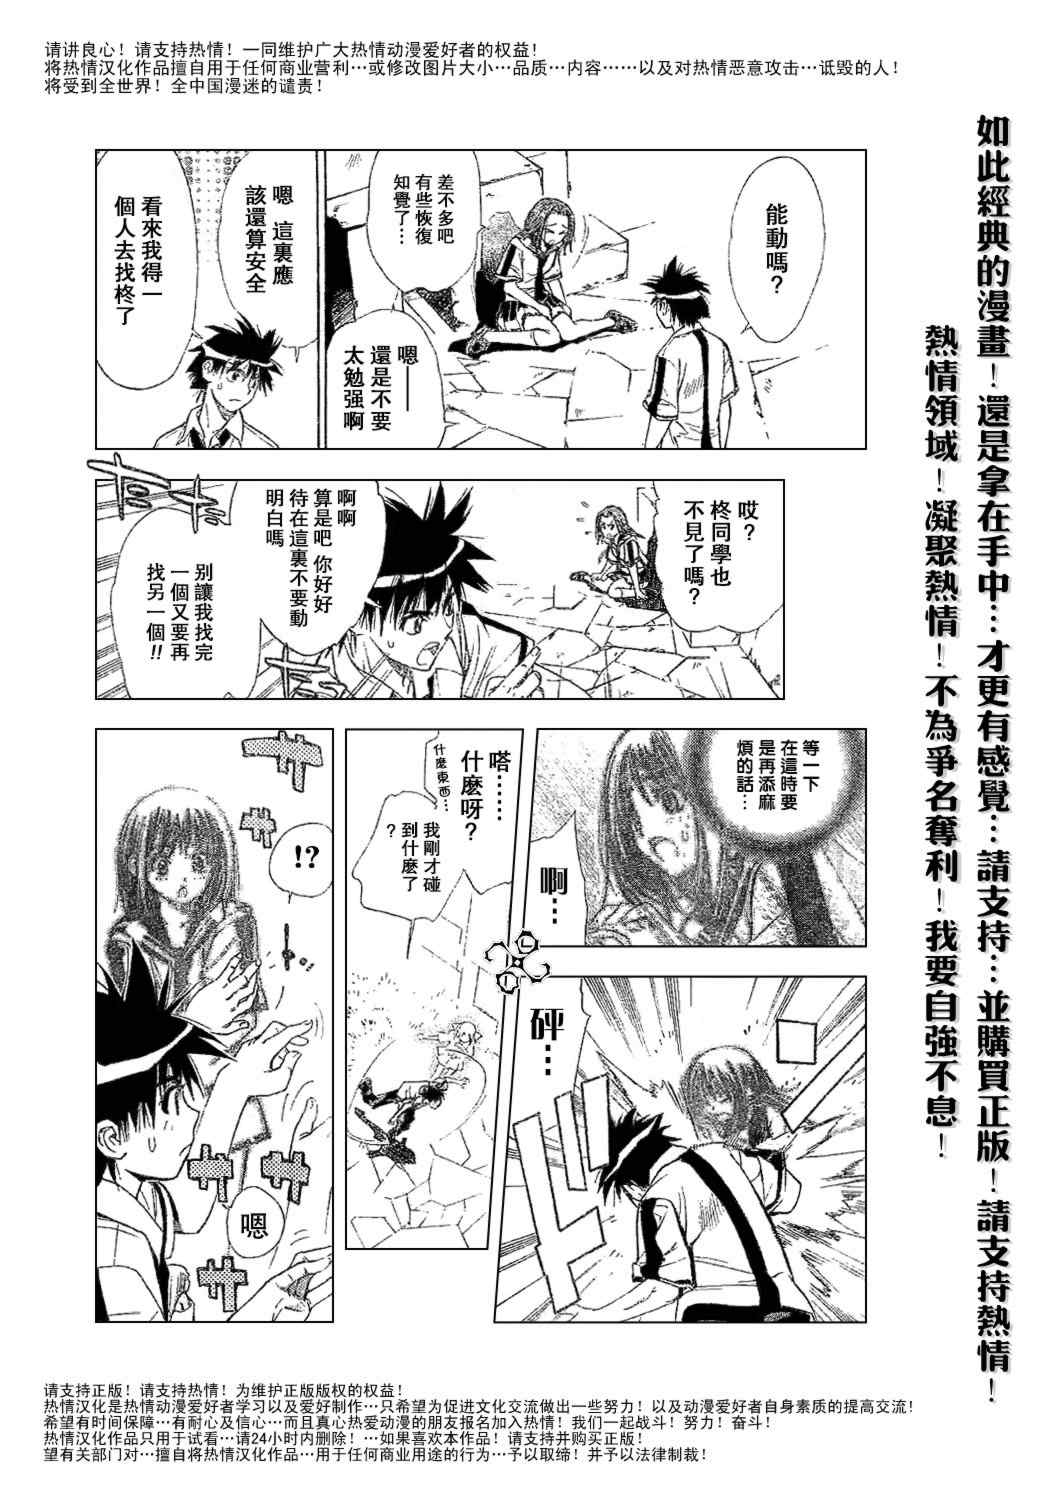 请讲良心！请支持热情！一同维护广大热情动漫爱好者的权益！
将热情汉化作品擅自用于任何商业营利…或修改图片大小…品质…内容……以及对热情恶意攻击…诋毁的人！
将受到全世界！全中国漫迷的谴责！
如此經典的漫畫！還是拿在手中…才更有感覺…請支持…並購買正版！請支持熱情！
熱情領域！凝聚熱情！不為爭名奪利！我要自強不息！
能動嗎？
差不多吧
有些恢復
知覺了…
嗯——
還是不要
太勉强啊
嗯 這裏應
該還算安全
看來我得一
個人去找柊了
哎？
柊同學也
不見了嗎？
啊啊
算是吧 你好好
待在這裏不要動
明白嗎
别讓我找完
一個又要再
找另一個!!
等一下
在這時要
是再添麻
煩的話…
啊…
砰…
嗒……
什麽呀？
什麽東西…
我剛才碰
到什麽了
？
!?
嗯
请支持正版！请支持热情！为维护正版版权的权益！
热情汉化是热情动漫爱好者学习以及爱好制作…只希望为促进文化交流做出一些努力！以及动漫爱好者自身素质的提高交流！
希望有时间保障…有耐心及信心…而且真心热爱动漫的朋友报名加入热情！我们一起战斗！努力！奋斗！
热情汉化作品只用于试看…请24小时内删除！…如果喜欢本作品！请支持并购买正版！
望有关部门对…擅自将热情汉化作品…用于任何商业用途的行为…予以取缔！并予以法律制裁！